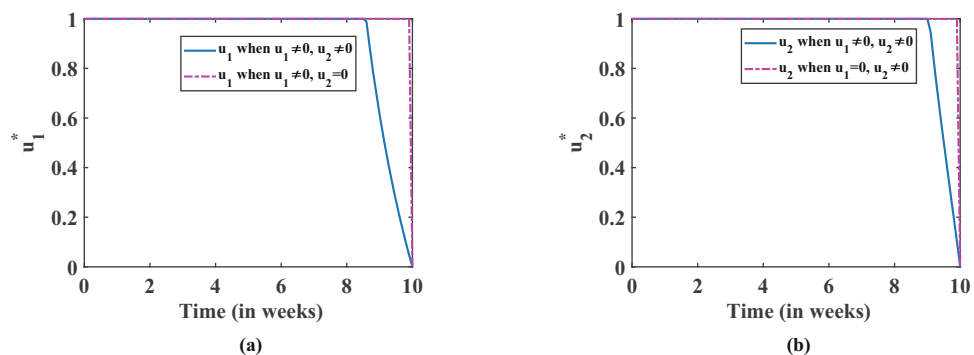 1
0.8
0.6
0.4
0.2
0
u1*
u1 when u1≠0, u2≠0
u1 when u1≠0, u2=0
0 2 4 6 8 10
Time (in weeks)
(a)
1
0.8
0.6
0.4
0.2
0
u2*
u2 when u1≠0, u2≠0
u2 when u1=0, u2≠0
0 2 4 6 8 10
Time (in weeks)
(b)